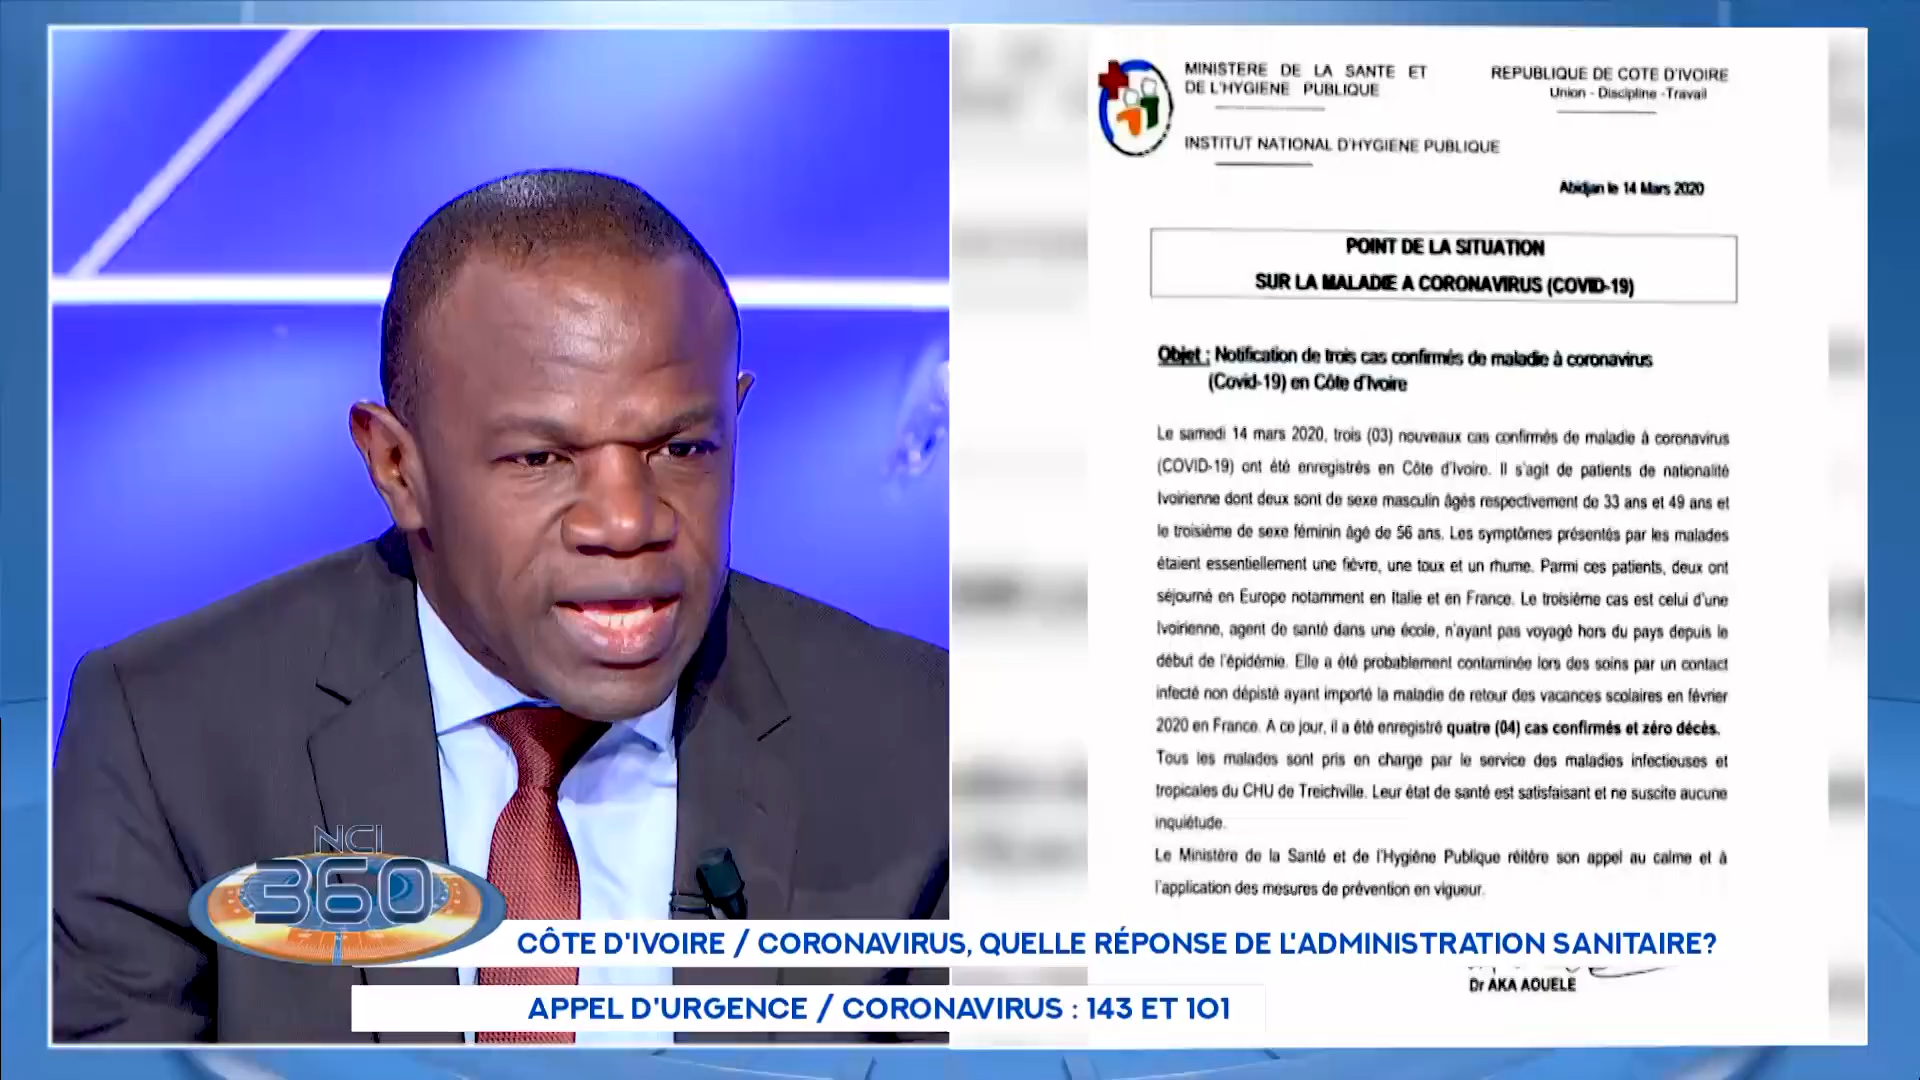 MINISTERE DE LA SANTE ET
DE L'HYGIENE PUBLIQUE
REPUBLIQUE DE COTE D'IVOIRE
Union - Discipline -Travail
INSTITUT NATIONAL D'HYGIENE PUBLIQUE
Abidjan le 14 Mars 2020
POINT DE LA SITUATION
SUR LA MALADIE A CORONAVIRUS (COVID-19)
Objet : Notification de trois cas confirmés de maladie à coronavirus
(Covid-19) en Côte d'Ivoire
Le samedi 14 mars 2020, trois (03) nouveaux cas confirmés de maladie à coronavirus
(COVID-19) ont été enregistrés en Côte d'Ivoire. Il s'agit de patients de nationalité
Ivoirienne dont deux sont de sexe masculin âgés respectivement de 33 ans et 49 ans et
le troisième de sexe féminin âgé de 56 ans. Les symptômes présentés par les malades
étaient essentiellement une fièvre, une toux et un rhume. Parmi ces patients, deux ont
séjourné en Europe notamment en Italie et en France. Le troisième cas est celui d'une
Ivoirienne, agent de santé dans une école, n'ayant pas voyagé hors du pays depuis le
début de l'épidémie. Elle a été probablement contaminée lors des soins par un contact
infecté non dépisté ayant importé la maladie de retour des vacances scolaires en février
2020 en France. A ce jour, il a été enregistré quatre (04) cas confirmés et zéro décès.
Tous les malades sont pris en charge par le service des maladies infectieuses et
tropicales du CHU de Treichville. Leur état de santé est satisfaisant et ne suscite aucune
inquiétude.
Le Ministère de la Santé et de l'Hygiène Publique réitère son appel au calme et à
l'application des mesures de prévention en vigueur.
NCI
360
CÔTE D'IVOIRE / CORONAVIRUS, QUELLE RÉPONSE DE L'ADMINISTRATION SANITAIRE?
Dr AKA AOUELE
APPEL D'URGENCE / CORONAVIRUS : 143 ET 101